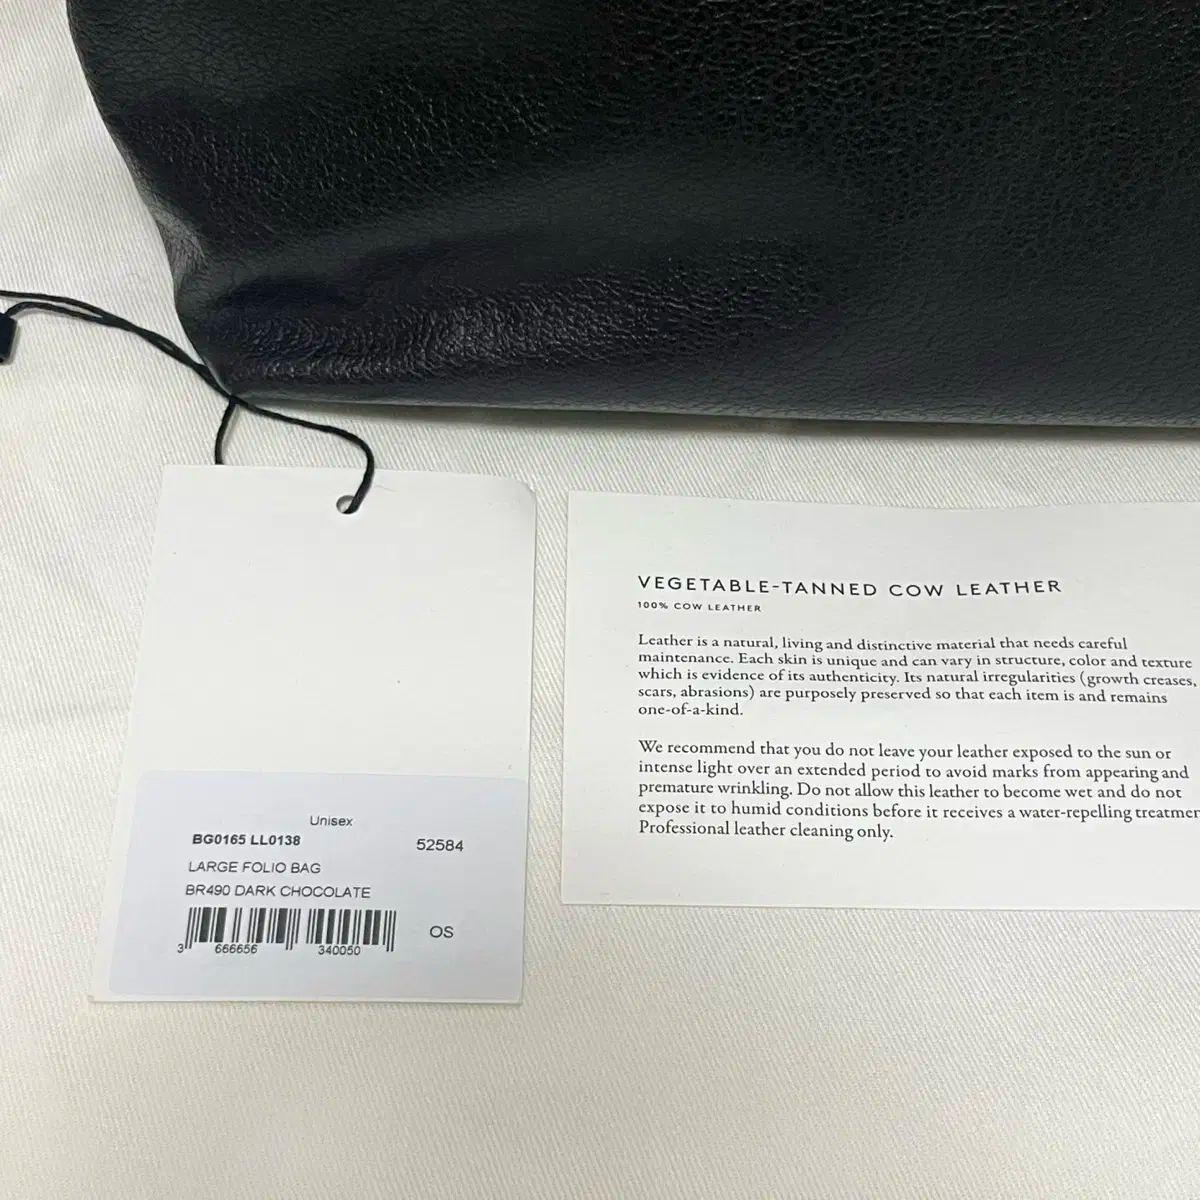 Unisex
BG0165 LL0138
52584
LARGE FOLIO BAG
BR490 DARK CHOCOLATE
OS
3 666656 340050
VEGETABLE-TANNED COW LEATHER
100% COW LEATHER
Leather is a natural, living and distinctive material that needs careful
maintenance. Each skin is unique and can vary in structure, color and texture
which is evidence of its authenticity. Its natural irregularities (growth creases,
scars, abrasions) are purposely preserved so that each item is and remains
one-of-a-kind.
We recommend that you do not leave your leather exposed to the sun or
intense light over an extended period to avoid marks from appearing and
premature wrinkling. Do not allow this leather to become wet and do not
expose it to humid conditions before it receives a water-repelling treatmen
Professional leather cleaning only.